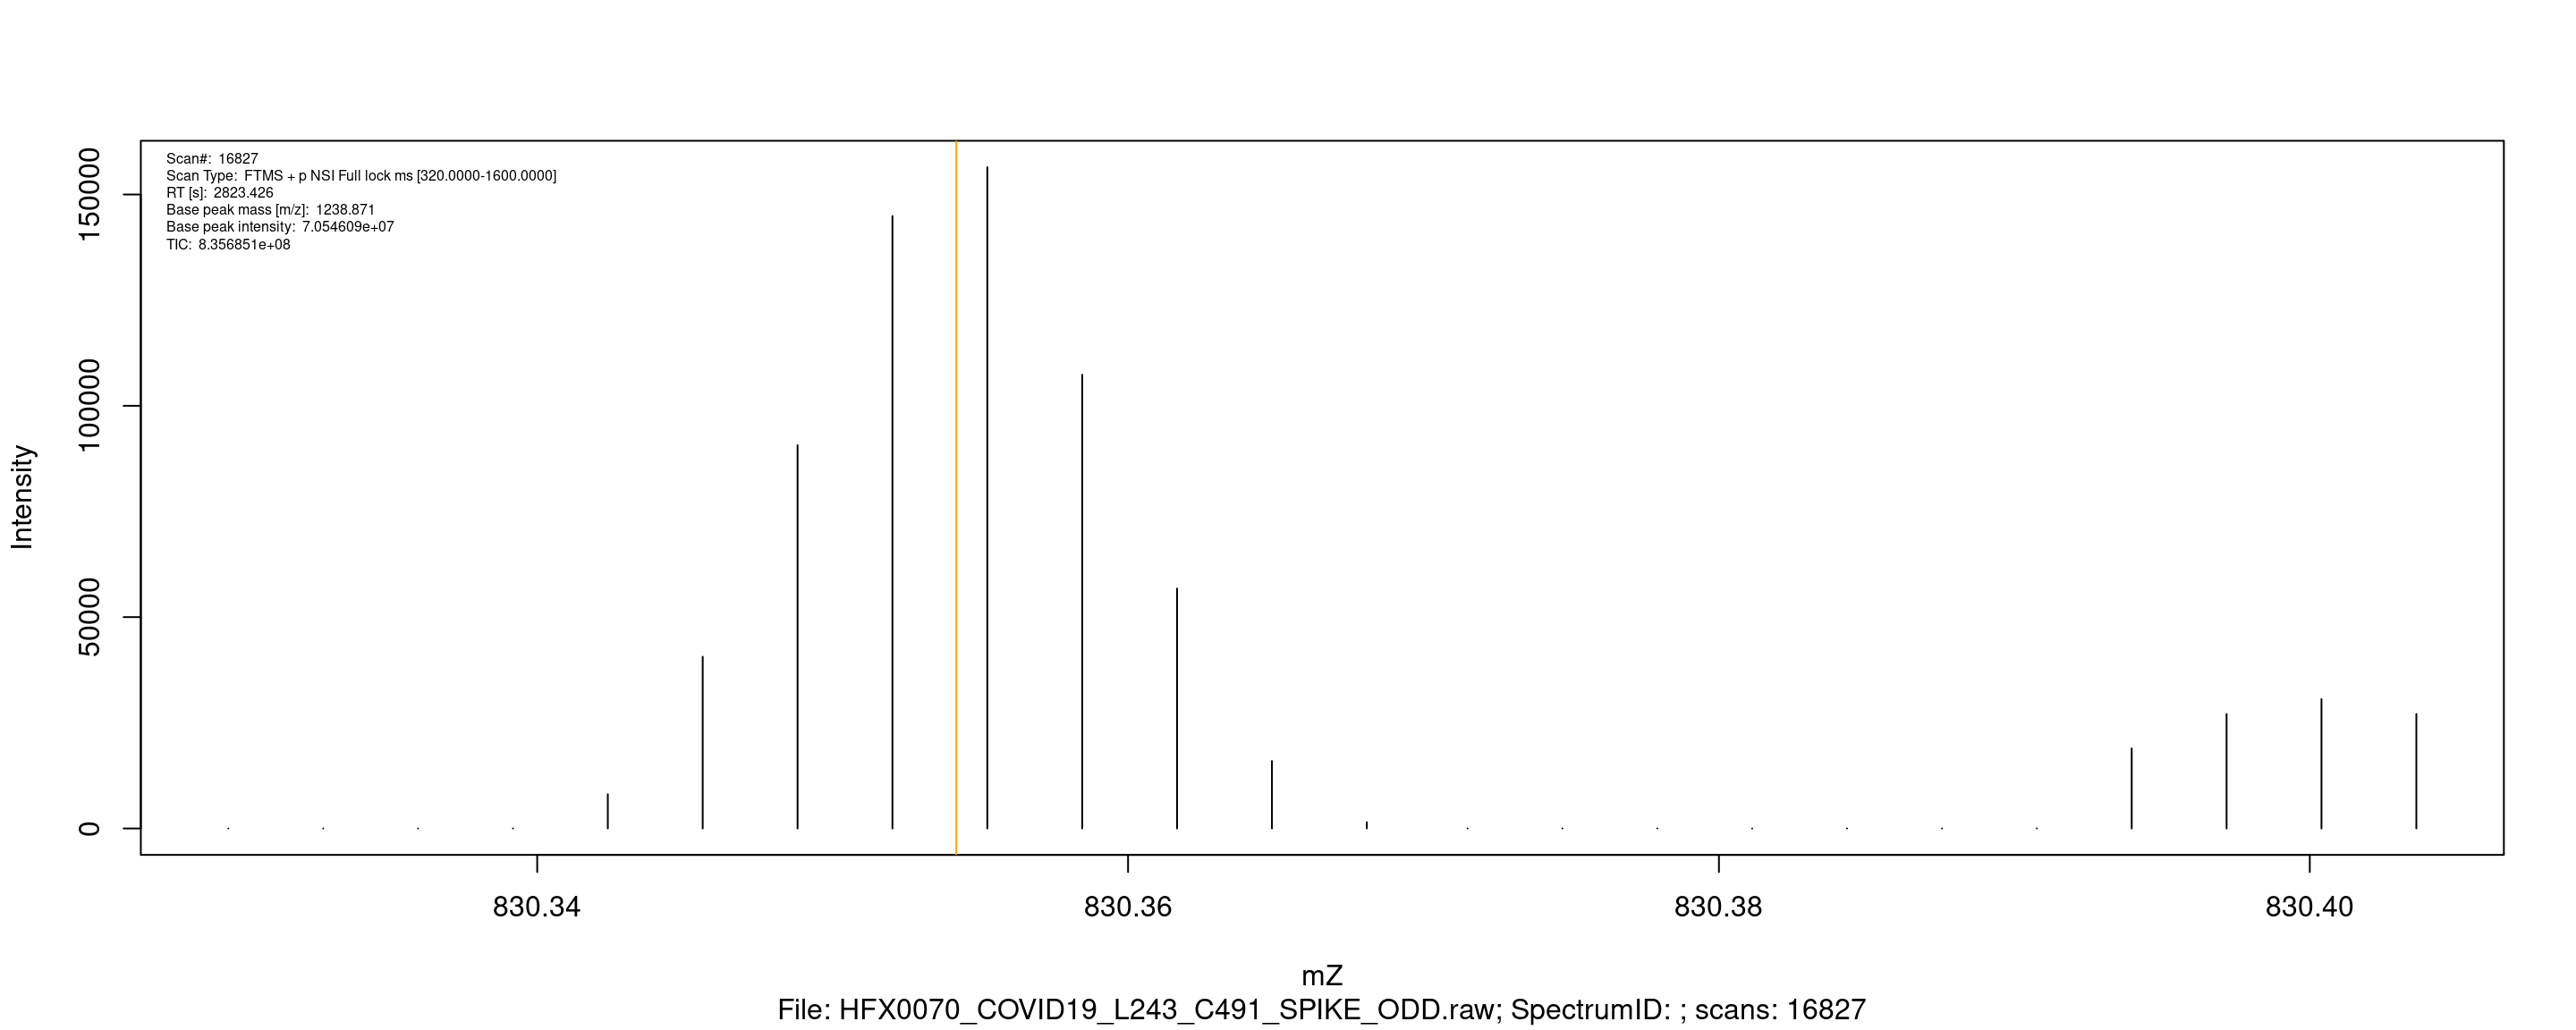 Scan#: 16827
Scan Type: FTMS + p NSI Full lock ms [320.0000-1600.0000]
RT [s]: 2823.426
Base peak mass [m/z]: 1238.871
Base peak intensity: 7.054609e+07
TIC: 8.356851e+08
150000
100000
50000
0
Intensity
830.34 830.36 830.38 830.40
mZ
File: HFX0070_COVID19_L243_C491_SPIKE_ODD.raw; SpectrumID: ; scans: 16827